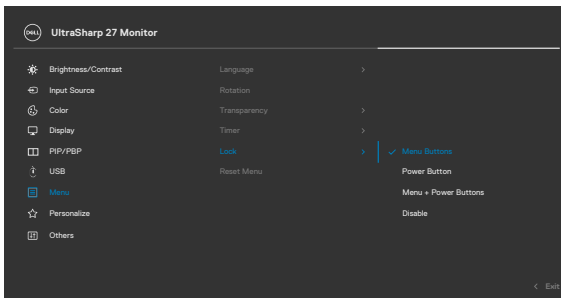 DELL UltraSharp 27 Monitor
Brightness/Contrast Language >
Input Source Rotation
Color Transparency >
Display Timer >
PIP/PBP Lock > ✓ Menu Buttons
USB Reset Menu Power Button
Menu Menu + Power Buttons
Personalize Disable
Others
< Exit